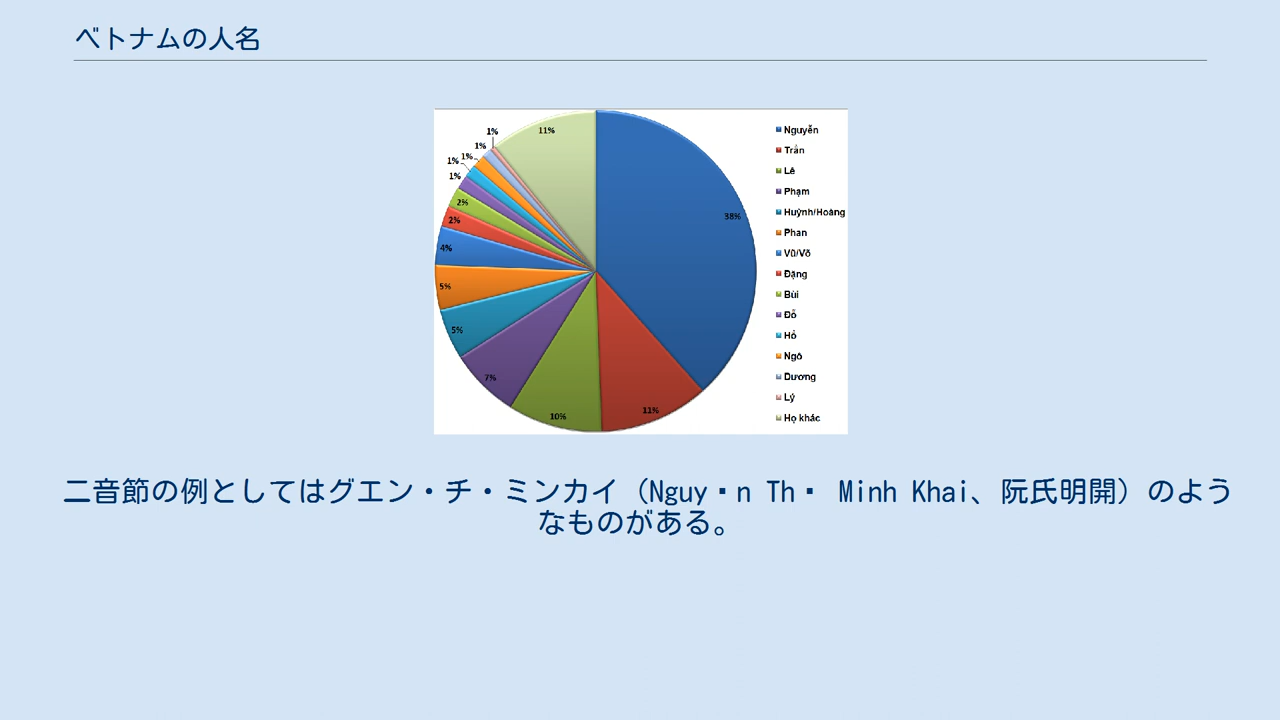 ベトナムの人名
11%
1%
1%
1%
1%
1%
2%
2%
4%
5%
5%
7%
10%
11%
38%
Nguyễn
Trần
Lê
Phạm
Huỳnh/Hoàng
Phan
Vũ/Võ
Đặng
Bùi
Đỗ
Hồ
Ngô
Dương
Lý
Họ khác
二音節の例としてはグエン・チ・ミンカイ（Nguy▪n Th▪ Minh Khai、阮氏明開）のよう
なものがある。